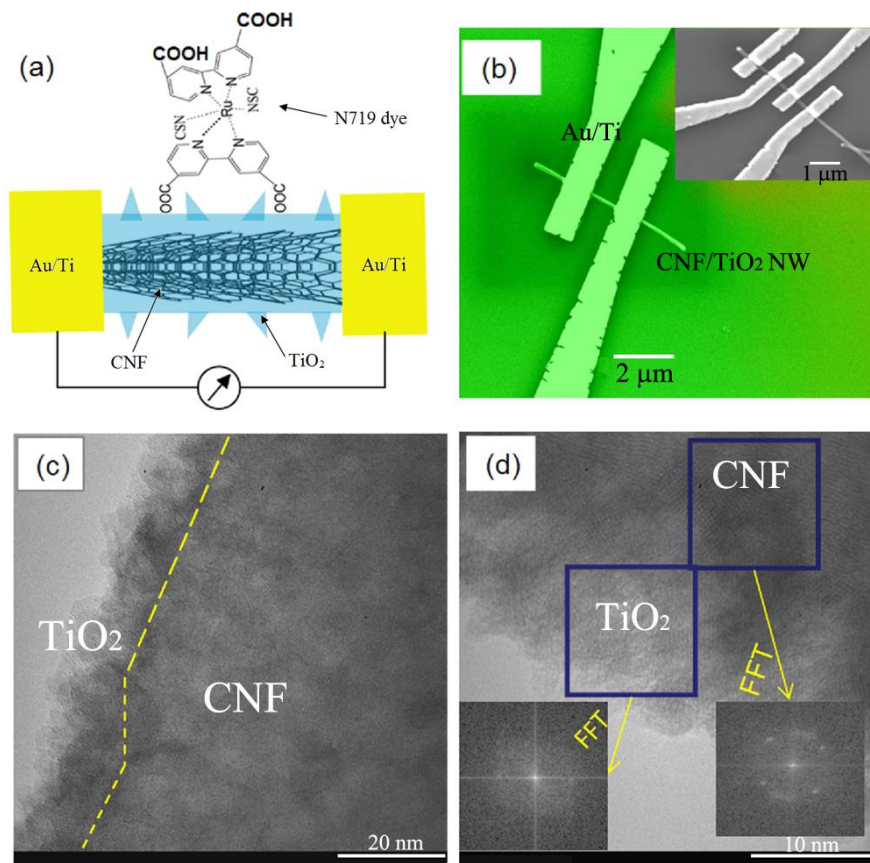 (a)
COOH
COOH
N
N
NSC
Ru
CSN
N
N
N719 dye
COO
COO
Au/Ti
Au/Ti
CNF
TiO₂
(b)
Au/Ti
1 μm
CNF/TiO₂ NW
2 μm
(c)
TiO₂
CNF
20 nm
(d)
CNF
TiO₂
FFT
FFT
10 nm